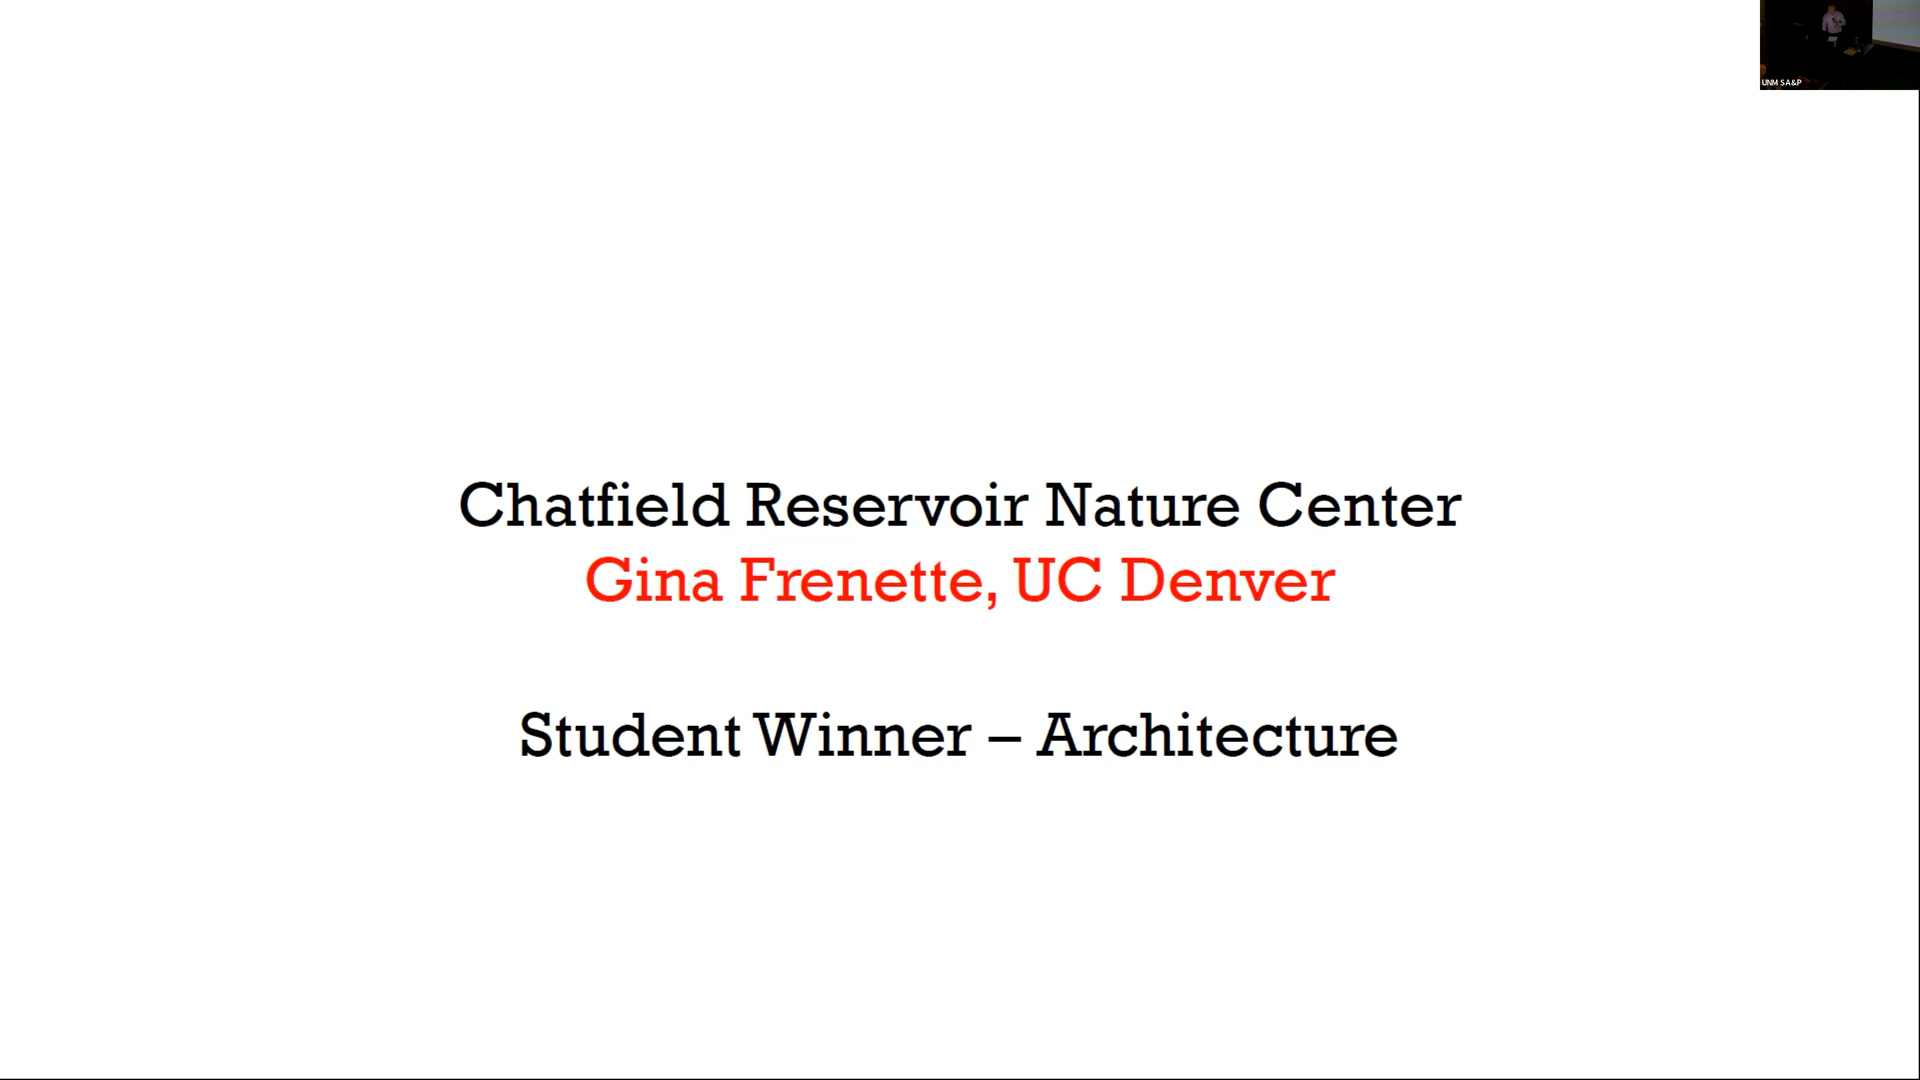 UNM SA&P
Chatfield Reservoir Nature Center
Gina Frenette, UC Denver
Student Winner – Architecture